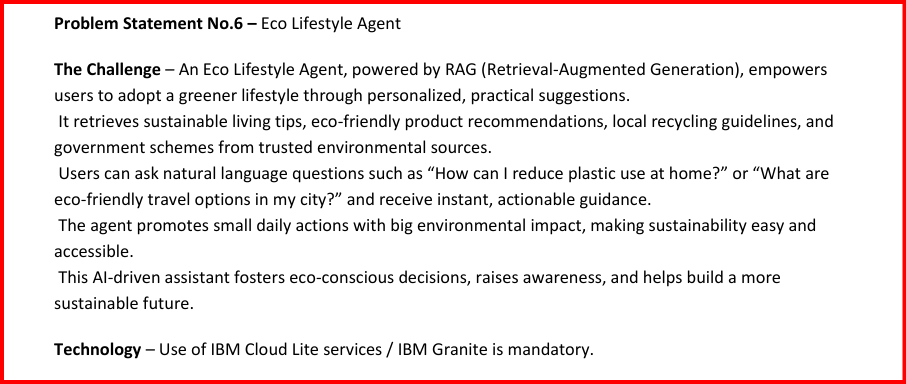 Problem Statement No.6 – Eco Lifestyle Agent
The Challenge – An Eco Lifestyle Agent, powered by RAG (Retrieval-Augmented Generation), empowers
users to adopt a greener lifestyle through personalized, practical suggestions.
It retrieves sustainable living tips, eco-friendly product recommendations, local recycling guidelines, and
government schemes from trusted environmental sources.
Users can ask natural language questions such as “How can I reduce plastic use at home?” or “What are
eco-friendly travel options in my city?” and receive instant, actionable guidance.
The agent promotes small daily actions with big environmental impact, making sustainability easy and
accessible.
This AI-driven assistant fosters eco-conscious decisions, raises awareness, and helps build a more
sustainable future.
Technology – Use of IBM Cloud Lite services / IBM Granite is mandatory.